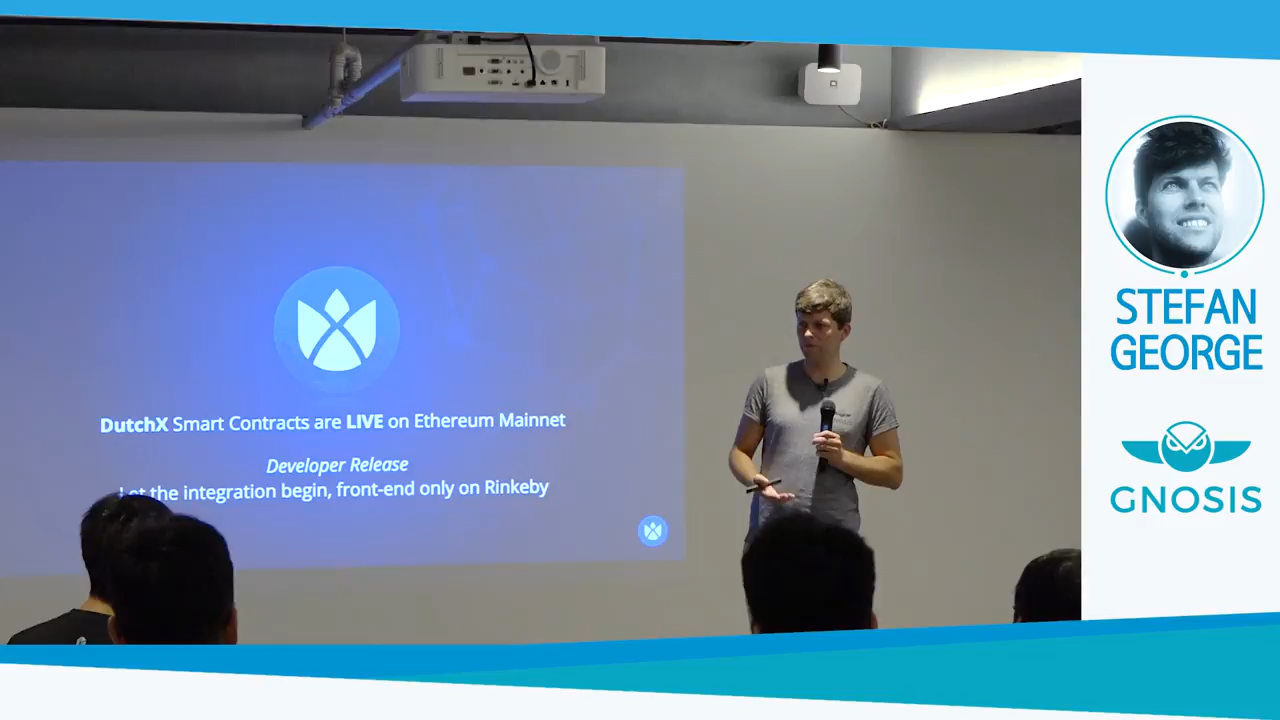 DutchX Smart Contracts are LIVE on Ethereum Mainnet
Developer Release
Let the integration begin, front-end only on Rinkeby
STEFAN
GEORGE
GNOSIS